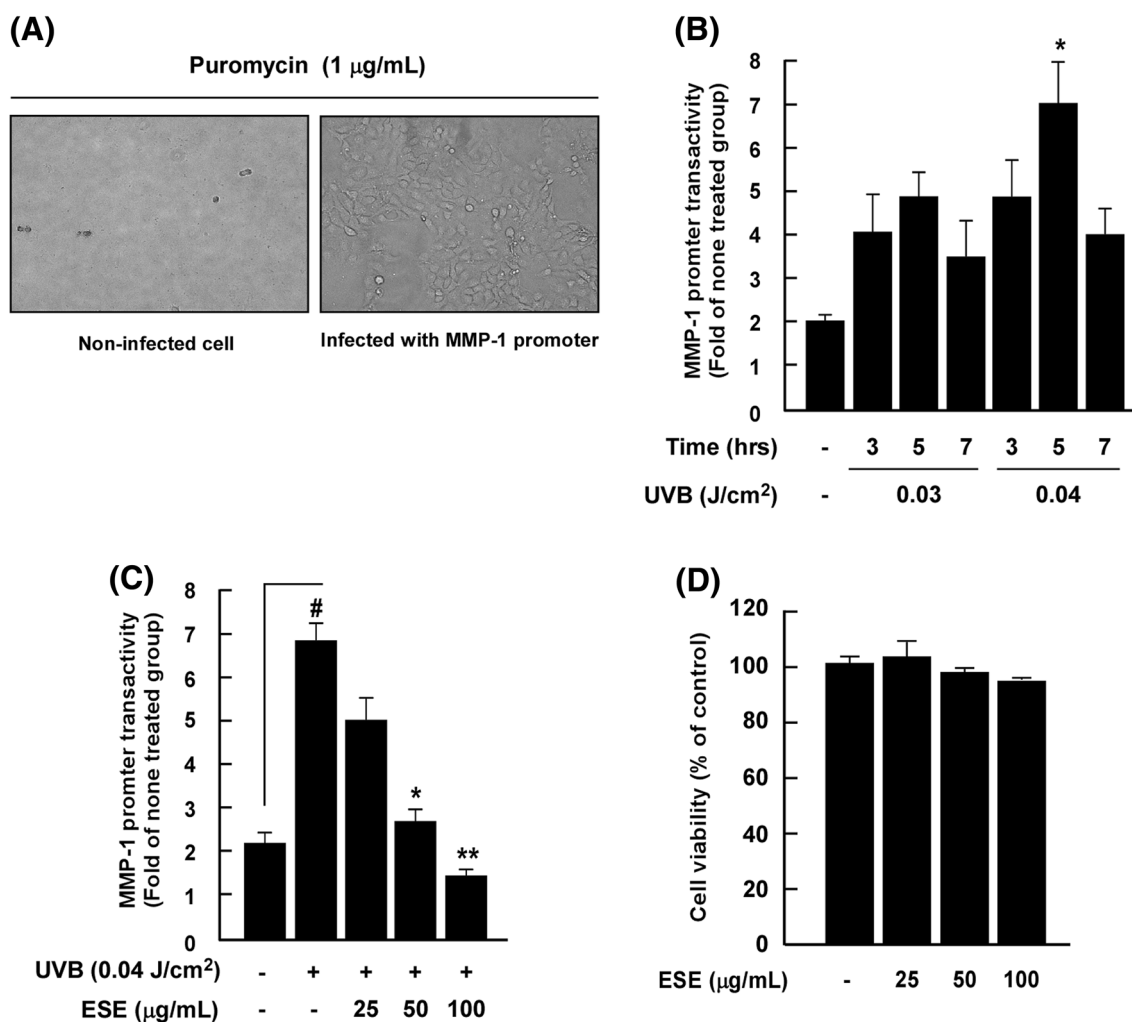 (A)
Puromycin (1 μg/mL)
Non-infected cell
Infected with MMP-1 promoter
(B)
MMP-1 promter transactivity
(Fold of none treated group)
8
7
6
5
4
3
2
1
0
*
Time (hrs) - 3 5 7 3 5 7
UVB (J/cm²) - 0.03 0.04
(C)
MMP-1 promter transactivity
(Fold of none treated group)
8
7
6
5
4
3
2
1
0
#
*
**
UVB (0.04 J/cm²) - + + + +
ESE (μg/mL) - - 25 50 100
(D)
Cell viability (% of control)
120
100
80
60
40
20
0
ESE (μg/mL) - 25 50 100